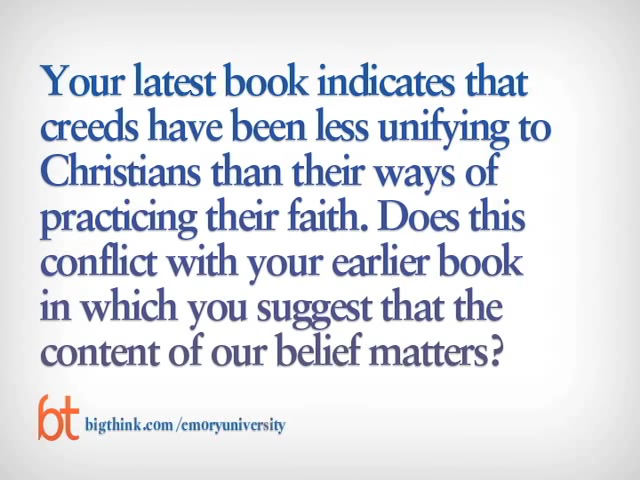 Your latest book indicates that
creeds have been less unifying to
Christians than their ways of
practicing their faith. Does this
conflict with your earlier book
in which you suggest that the
content of our belief matters?
bt bigthink.com/emoryuniversity